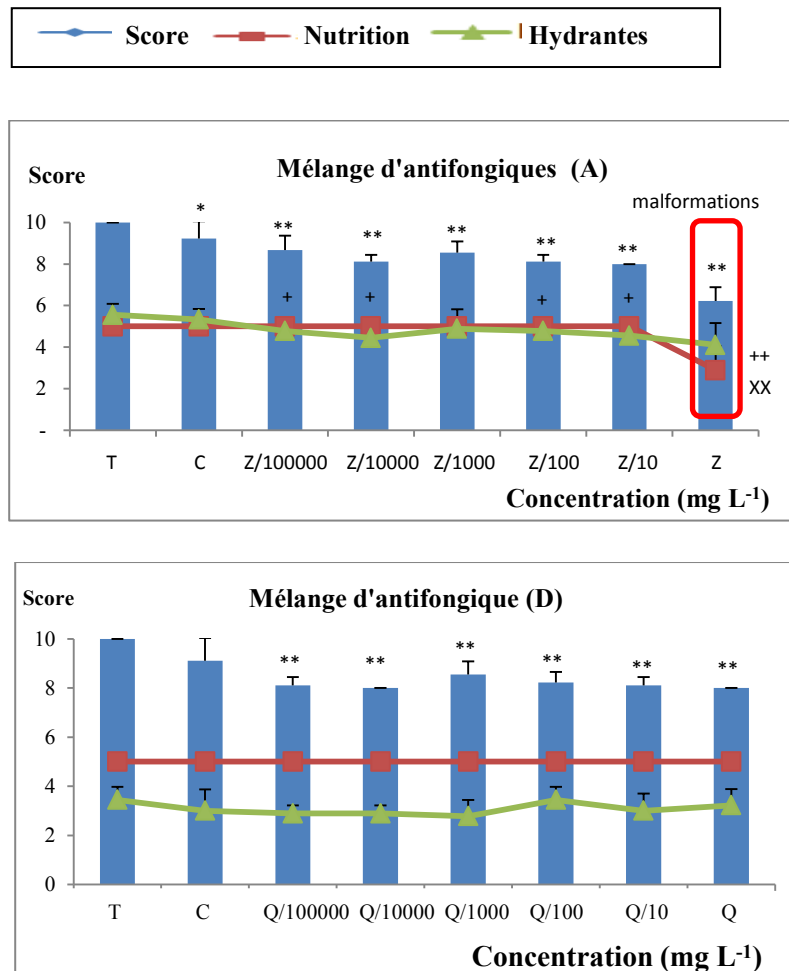 Score Nutrition Hydrantes
Mélange d'antifongiques (A)
Score
malformations
10
8
6
4
2
-
* ** ** ** ** ** **
+ + + +
++
XX
T C Z/100000 Z/10000 Z/1000 Z/100 Z/10 Z
Concentration (mg L⁻¹)
Score
Mélange d'antifongique (D)
10
8
6
4
2
0
** ** ** ** ** **
T C Q/100000 Q/10000 Q/1000 Q/100 Q/10 Q
Concentration (mg L⁻¹)